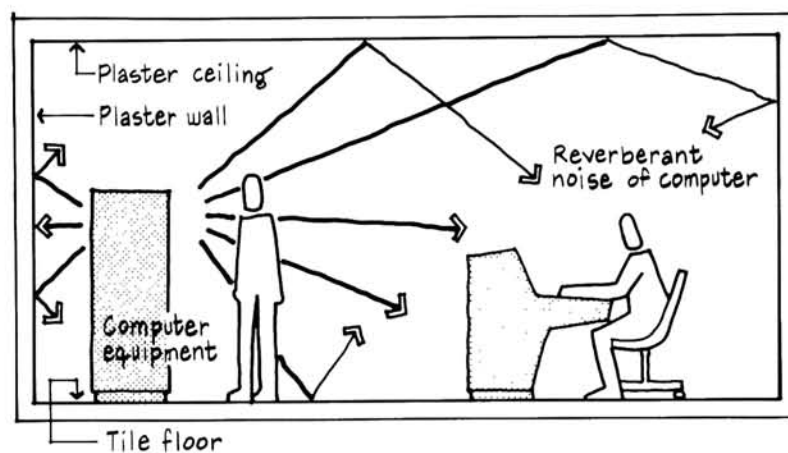 Plaster ceiling
Plaster wall
Reverberant
noise of computer
Computer
equipment
Tile floor